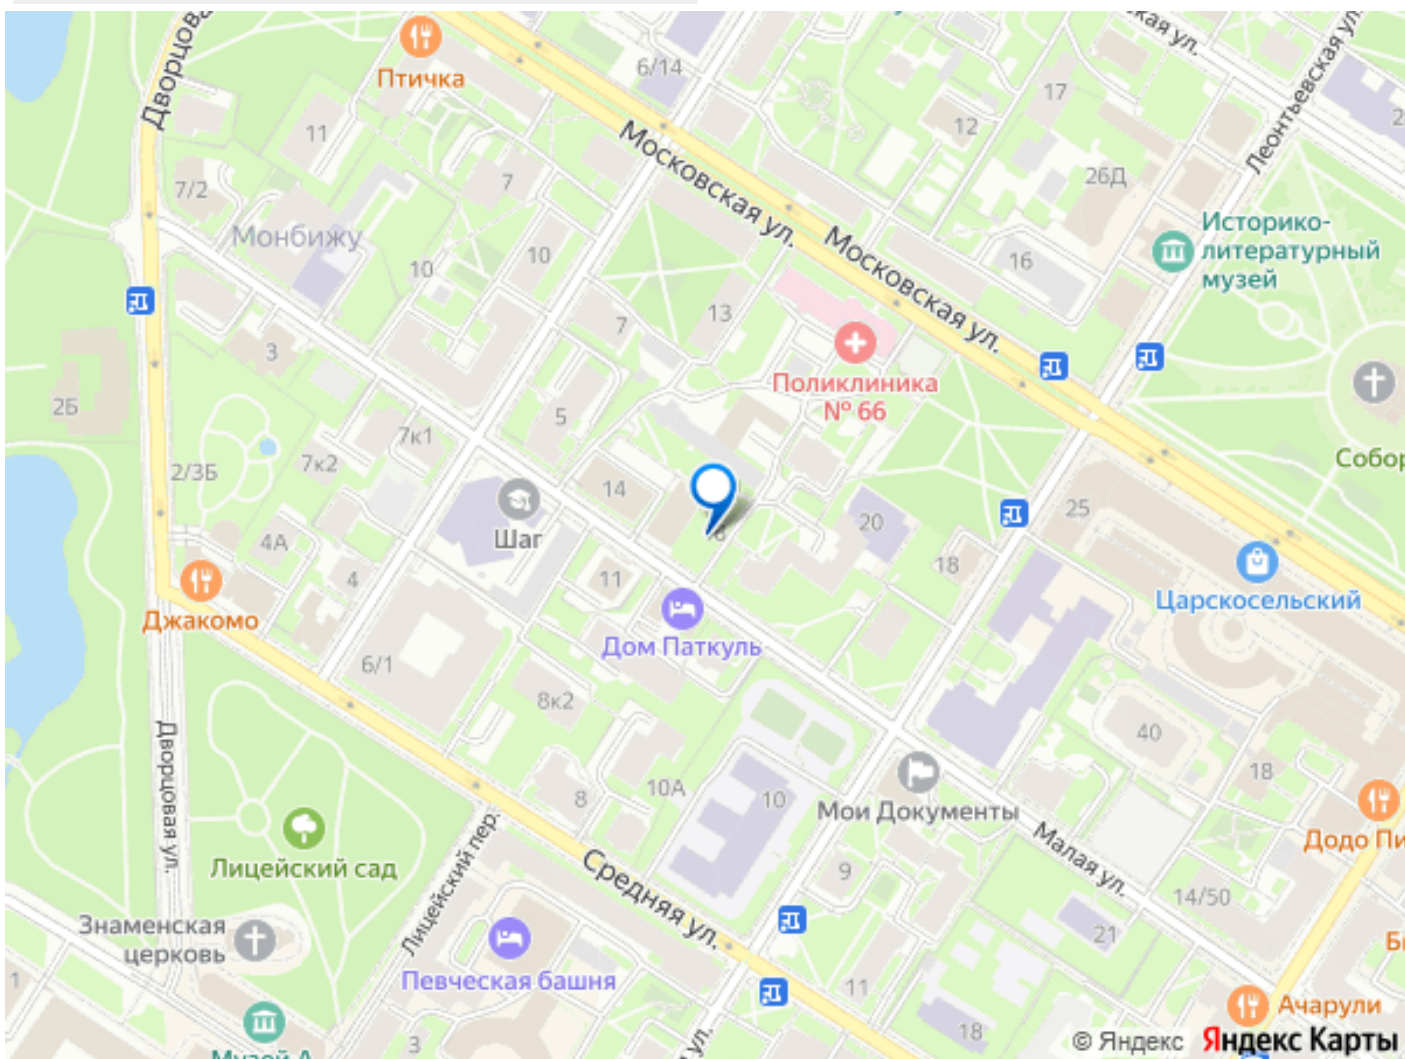 Дворцовая
Птичка
6/14
ская ул.
Леонтьевская ул.
17
12
11
26Д
7/2
7
Московская ул.
Историко-
литературный
музей
Монбижу
10
10
Московская ул.
16
7
13
3
Поликлиника
№ 66
2Б
5
7к1
7к2
2/3Б
14
Собор
Шаг
20
25
4А
4
11
18
Джакомо
Царскосельский
Дом Паткуль
6/1
8к2
40
Дворцовая ул.
10А
8
10
Мои Документы
18
Додо Пи
Лицейский сад
Лицейский пер.
Средняя ул.
9
Малая ул.
14/50
Знаменская
церковь
21
Певческая башня
1
11
Ачарули
18
3
ул.
Музей А
© Яндекс Яндекс Карты